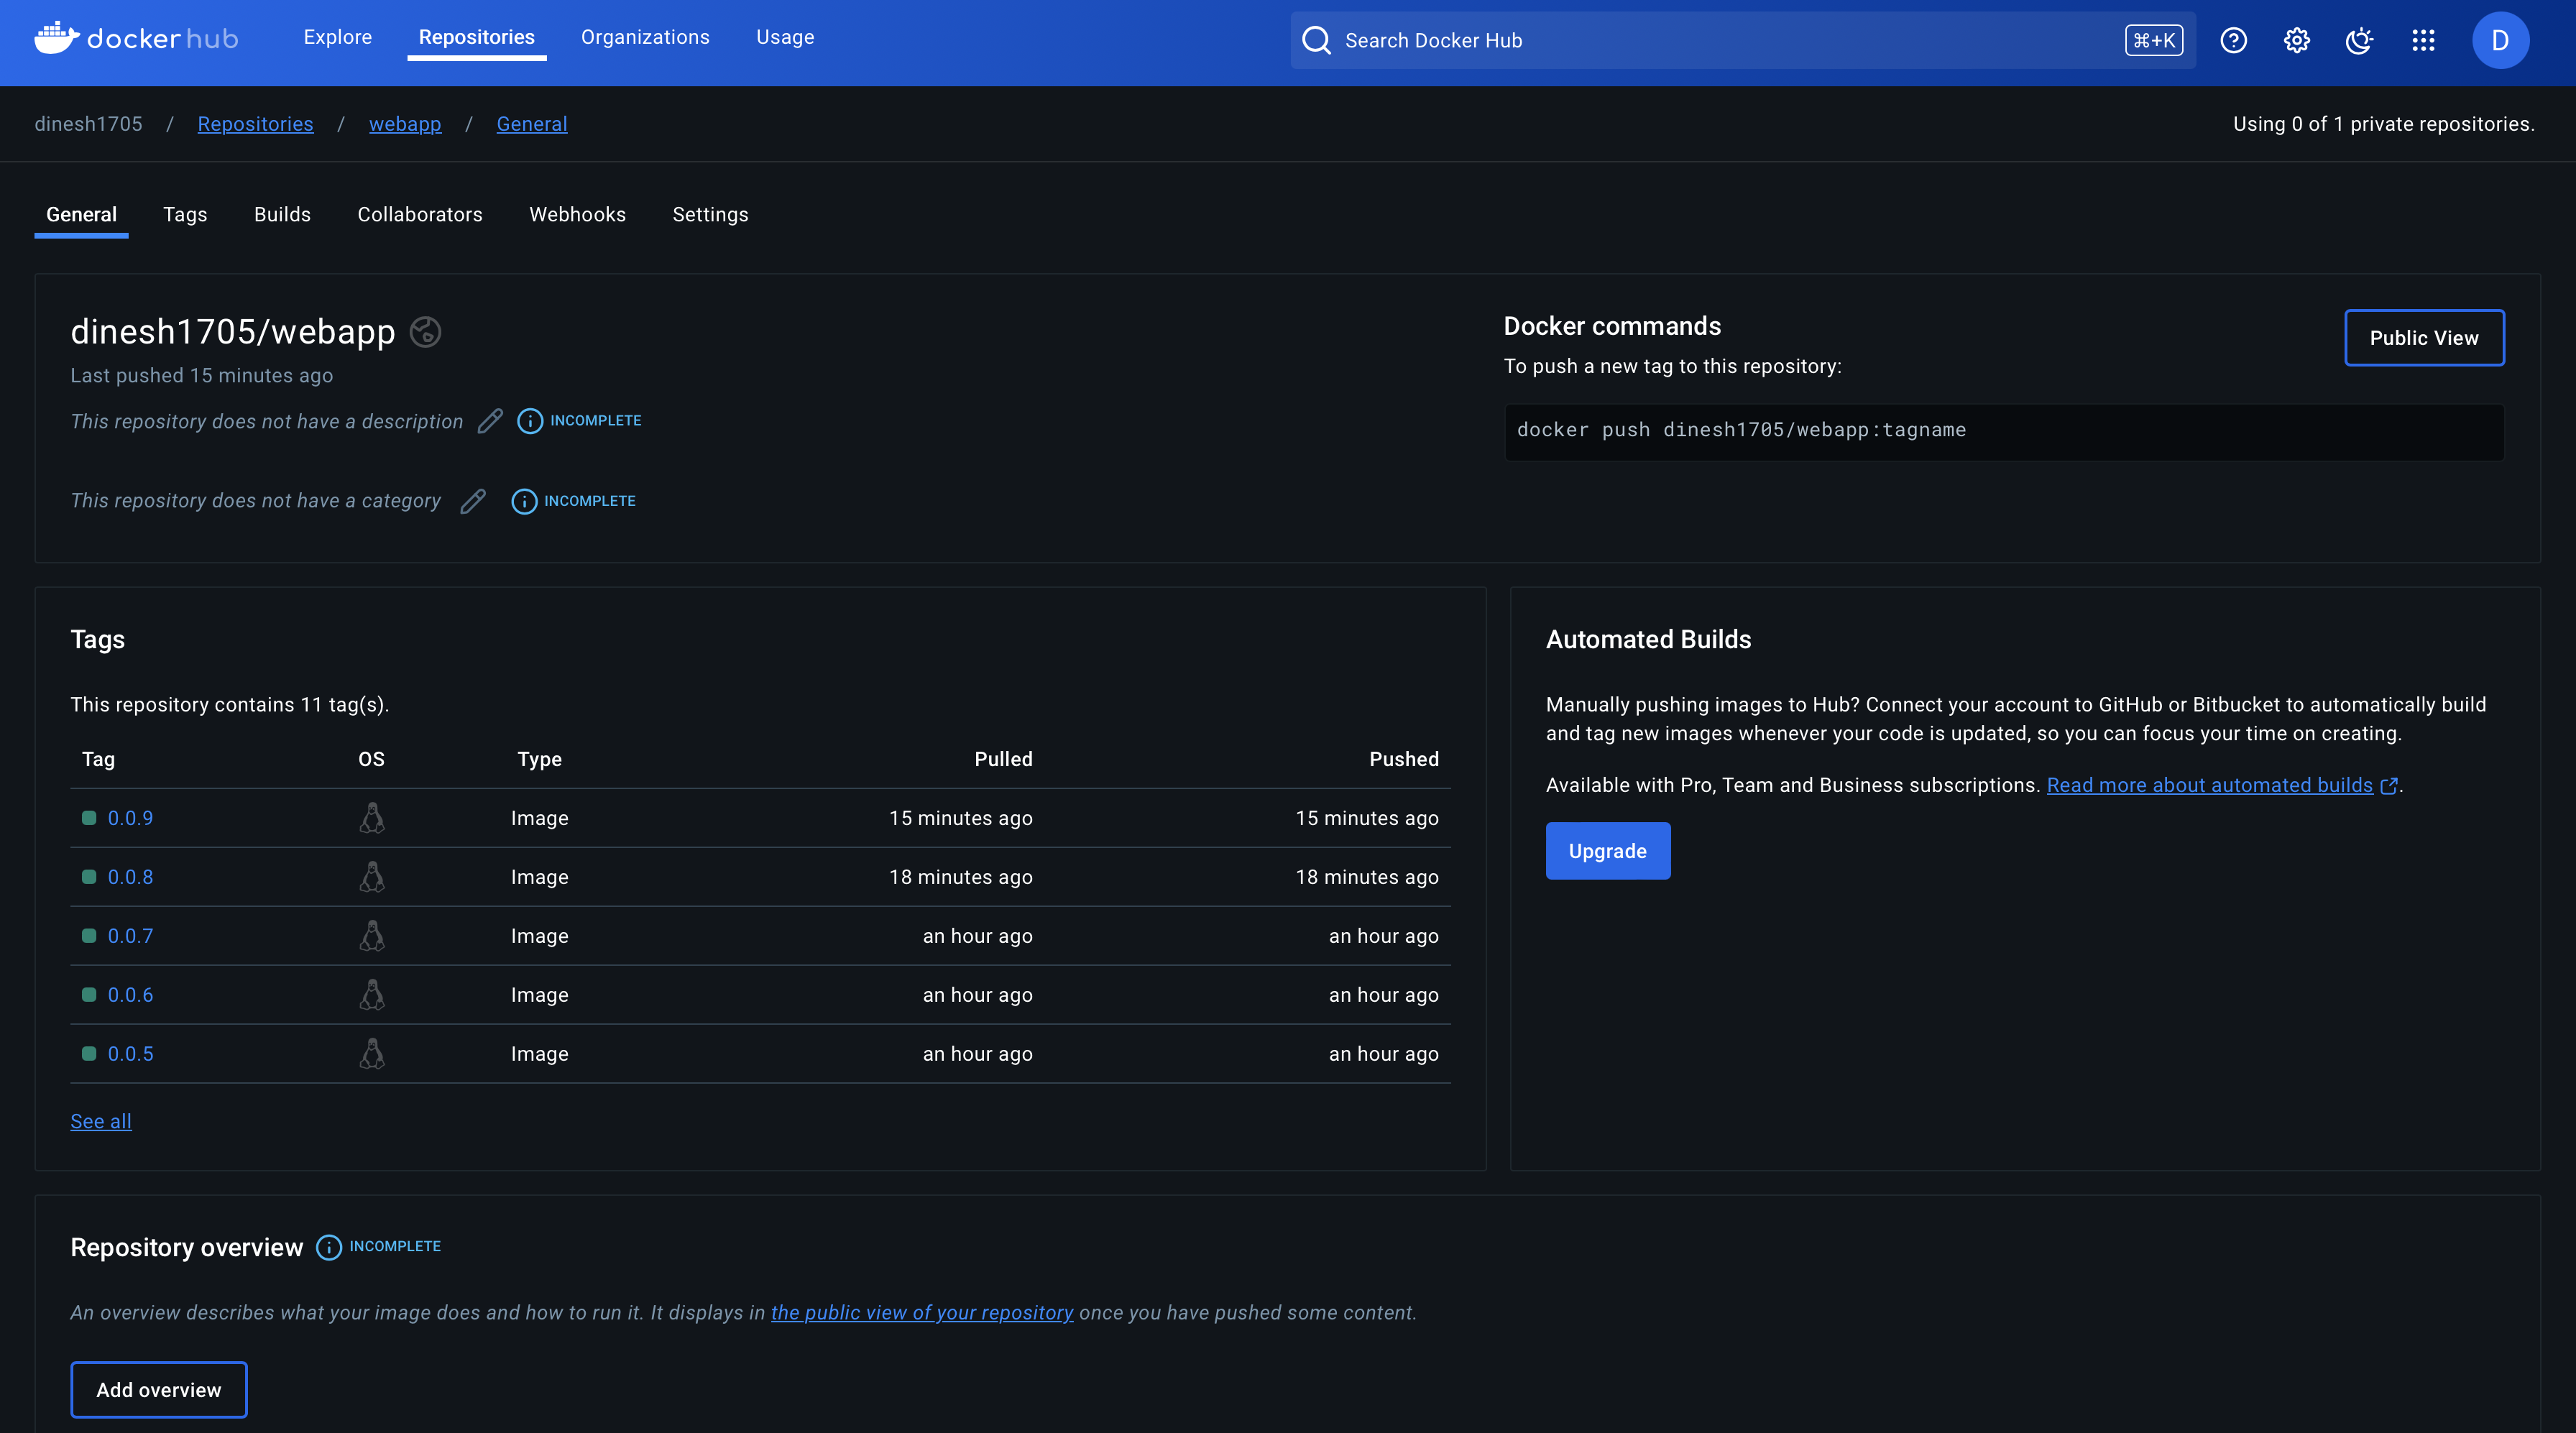 docker hub Explore Repositories Organizations Usage Search Docker Hub ⌘+K D
dinesh1705 / Repositories / webapp / General Using 0 of 1 private repositories.
General Tags Builds Collaborators Webhooks Settings
dinesh1705/webapp
Last pushed 15 minutes ago
This repository does not have a description INCOMPLETE
This repository does not have a category INCOMPLETE
Docker commands
Public View
To push a new tag to this repository:
docker push dinesh1705/webapp:tagname
Tags
This repository contains 11 tag(s).
Tag OS Type Pulled Pushed
0.0.9 Image 15 minutes ago 15 minutes ago
0.0.8 Image 18 minutes ago 18 minutes ago
0.0.7 Image an hour ago an hour ago
0.0.6 Image an hour ago an hour ago
0.0.5 Image an hour ago an hour ago
See all
Automated Builds
Manually pushing images to Hub? Connect your account to GitHub or Bitbucket to automatically build
and tag new images whenever your code is updated, so you can focus your time on creating.
Available with Pro, Team and Business subscriptions. Read more about automated builds.
Upgrade
Repository overview INCOMPLETE
An overview describes what your image does and how to run it. It displays in the public view of your repository once you have pushed some content.
Add overview